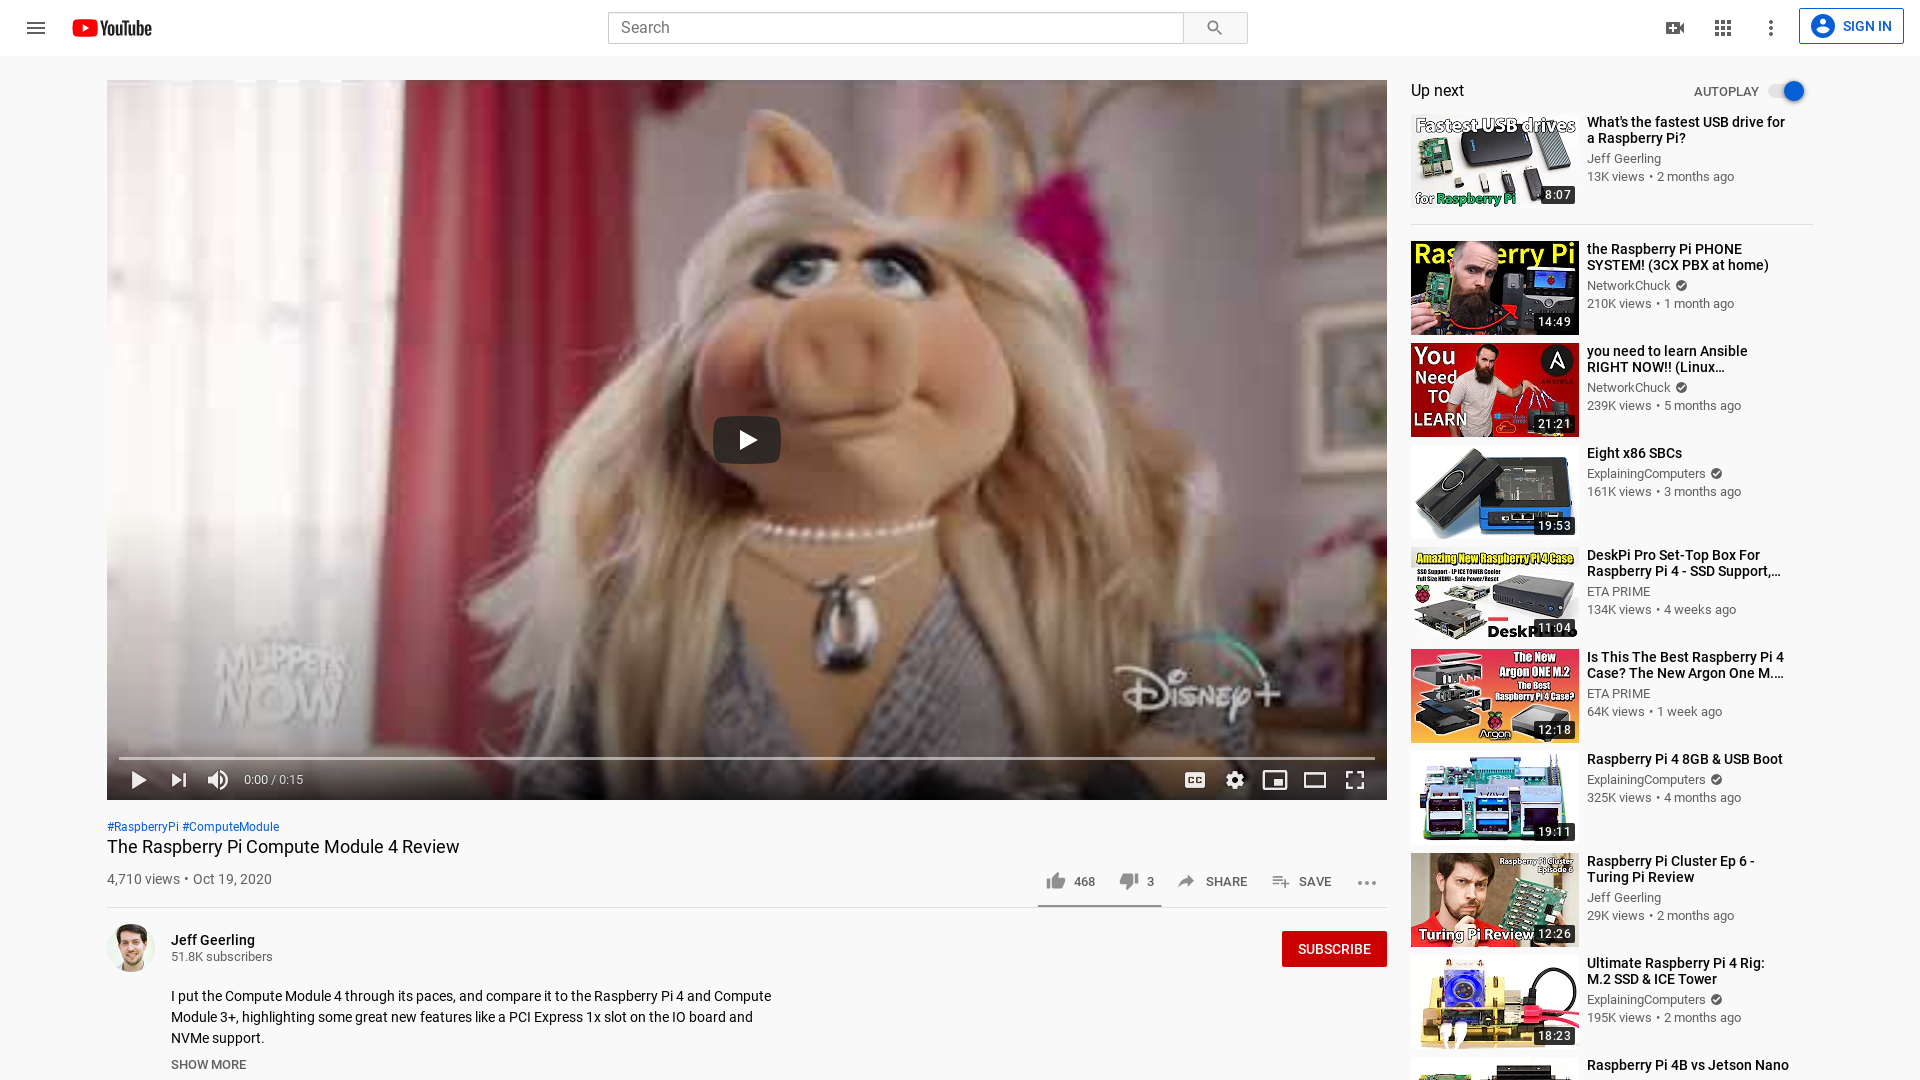 YouTube
Search
SIGN IN
MUPPETS
NOW
Disney+
0:00 / 0:15
CC
#RaspberryPi #ComputeModule
The Raspberry Pi Compute Module 4 Review
4,710 views • Oct 19, 2020
468
3
SHARE
SAVE
Jeff Geerling
51.8K subscribers
SUBSCRIBE
I put the Compute Module 4 through its paces, and compare it to the Raspberry Pi 4 and Compute
Module 3+, highlighting some great new features like a PCI Express 1x slot on the IO board and
NVMe support.
SHOW MORE
Up next
AUTOPLAY
Fastest USB drives
for Raspberry Pi
8:07
What's the fastest USB drive for
a Raspberry Pi?
Jeff Geerling
13K views • 2 months ago
Raspberry Pi
14:49
the Raspberry Pi PHONE
SYSTEM! (3CX PBX at home)
NetworkChuck
210K views • 1 month ago
You
Need
TO
LEARN
ANSIBLE
21:21
you need to learn Ansible
RIGHT NOW!! (Linux…
NetworkChuck
239K views • 5 months ago
19:53
Eight x86 SBCs
ExplainingComputers
161K views • 3 months ago
Amazing New Raspberry Pi 4 Case
SSD Support - LP ICE TOWER Cooler
Full Size HDMI - Safe Power/Reset
DeskPi Pro
11:04
DeskPi Pro Set-Top Box For
Raspberry Pi 4 - SSD Support,…
ETA PRIME
134K views • 4 weeks ago
The New
Argon ONE M.2
The Best
Raspberry Pi 4 Case?
Argon
12:18
Is This The Best Raspberry Pi 4
Case? The New Argon One M.…
ETA PRIME
64K views • 1 week ago
19:11
Raspberry Pi 4 8GB & USB Boot
ExplainingComputers
325K views • 4 months ago
Raspberry Pi Cluster
Episode 6
Turing Pi Review
12:26
Raspberry Pi Cluster Ep 6 -
Turing Pi Review
Jeff Geerling
29K views • 2 months ago
18:23
Ultimate Raspberry Pi 4 Rig:
M.2 SSD & ICE Tower
ExplainingComputers
195K views • 2 months ago
Raspberry Pi 4B vs Jetson Nano